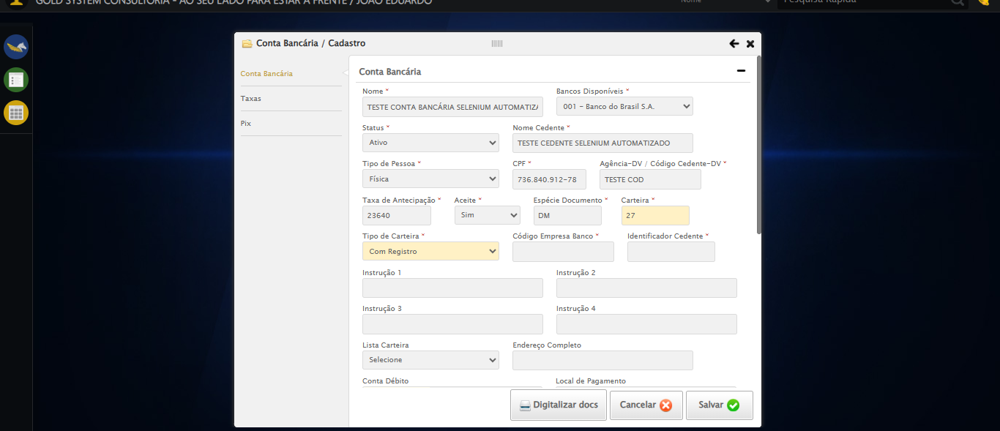 GOLD SYSTEM CONSULTORIA - AO SEU LADO PARA ESTAR A FRENTE / JOAO EDUARDO
Nome
Pesquisa Rápida
Conta Bancária / Cadastro
Conta Bancária
Taxas
Pix
Conta Bancária
Nome * Bancos Disponíveis *
TESTE CONTA BANCÁRIA SELENIUM AUTOMATIZA 001 - Banco do Brasil S.A.
Status * Nome Cedente *
Ativo TESTE CEDENTE SELENIUM AUTOMATIZADO
Tipo de Pessoa * CPF * Agência-DV / Código Cedente-DV *
Física 736.840.912-78 TESTE COD
Taxa de Antecipação * Aceite * Espécie Documento * Carteira *
23640 Sim DM 27
Tipo de Carteira * Código Empresa Banco * Identificador Cedente *
Com Registro
Instrução 1 Instrução 2
Instrução 3 Instrução 4
Lista Carteira Endereço Completo
Selecione
Conta Débito Local de Pagamento
Digitalizar docs Cancelar Salvar